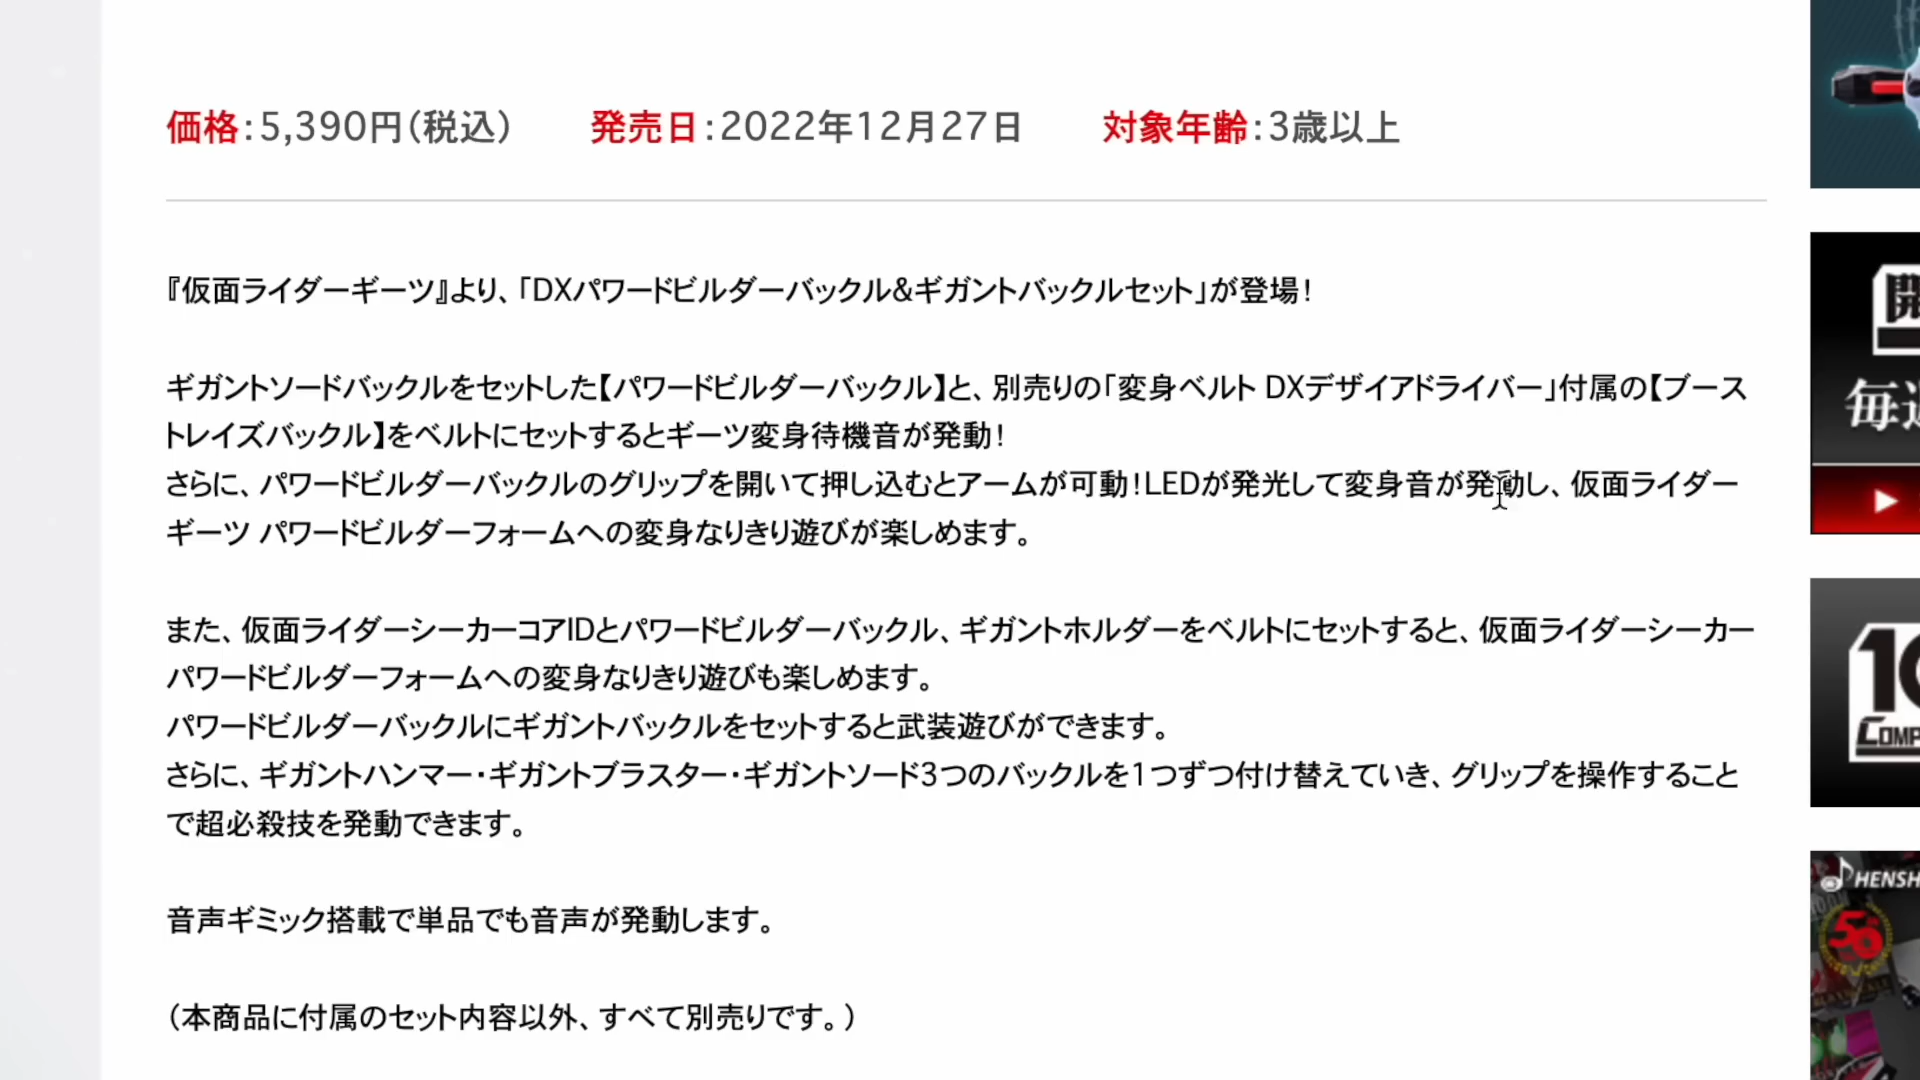 価格:5,390円(税込) 発売日:2022年12月27日 対象年齢:3歳以上
『仮面ライダーギーツ』より、「DXパワードビルダーバックル&ギガントバックルセット」が登場!
ギガントソードバックルをセットした【パワードビルダーバックル】と、別売りの「変身ベルト DXデザイアドライバー」付属の【ブース
トレイズバックル】をベルトにセットするとギーツ変身待機音が発動!
さらに、パワードビルダーバックルのグリップを開いて押し込むとアームが可動!LEDが発光して変身音が発動し、仮面ライダー
ギーツ パワードビルダーフォームへの変身なりきり遊びが楽しめます。
また、仮面ライダーシーカーコアIDとパワードビルダーバックル、ギガントホルダーをベルトにセットすると、仮面ライダーシーカー
パワードビルダーフォームへの変身なりきり遊びも楽しめます。
パワードビルダーバックルにギガントバックルをセットすると武装遊びができます。
さらに、ギガントハンマー・ギガントブラスター・ギガントソード3つのバックルを1つずつ付け替えていき、グリップを操作すること
で超必殺技を発動できます。
音声ギミック搭載で単品でも音声が発動します。
(本商品に付属のセット内容以外、すべて別売りです。)
開
毎週
10
COMP
HENSH
50